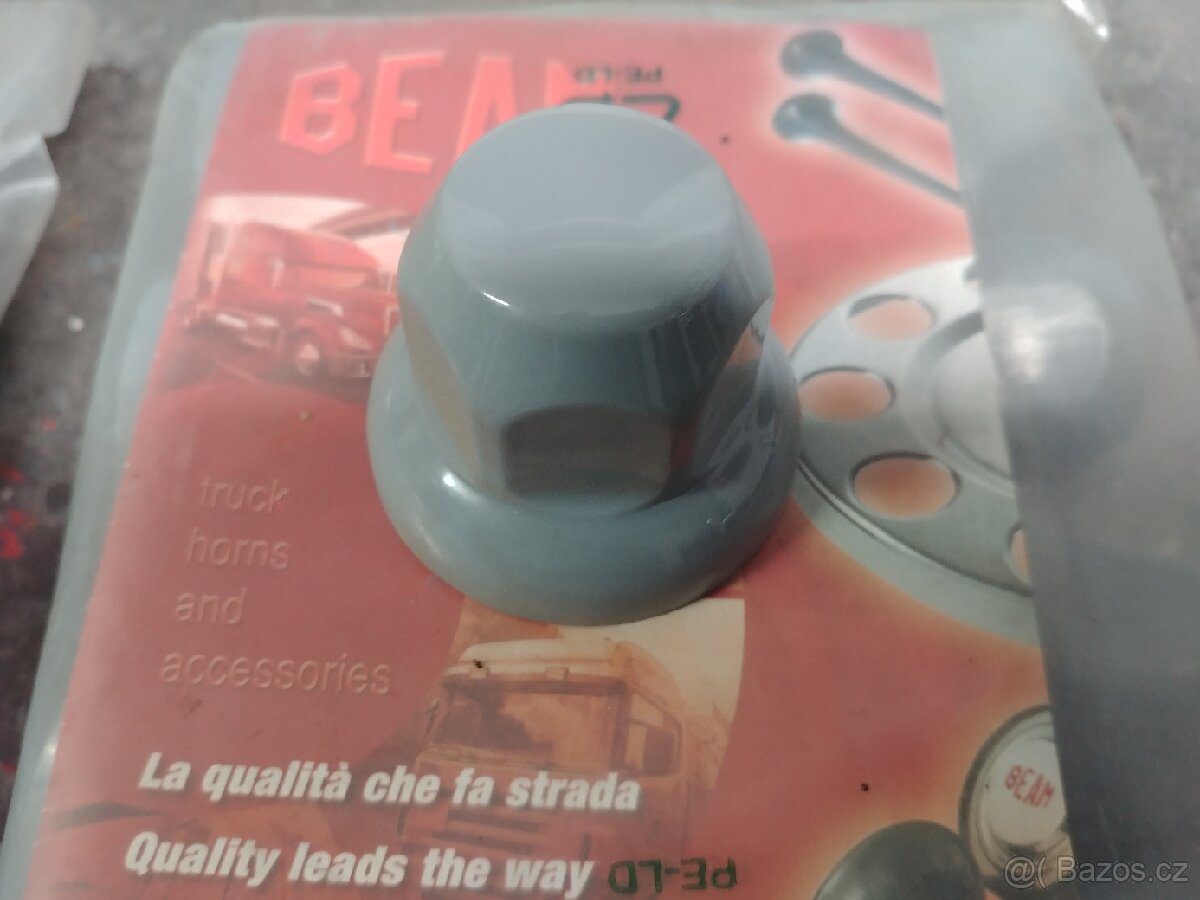 BEAM
PE-LD
truck
horns
and
accessories
La qualità che fa strada
Quality leads the way
PE-LD
BEAM
@( Bazos.cz